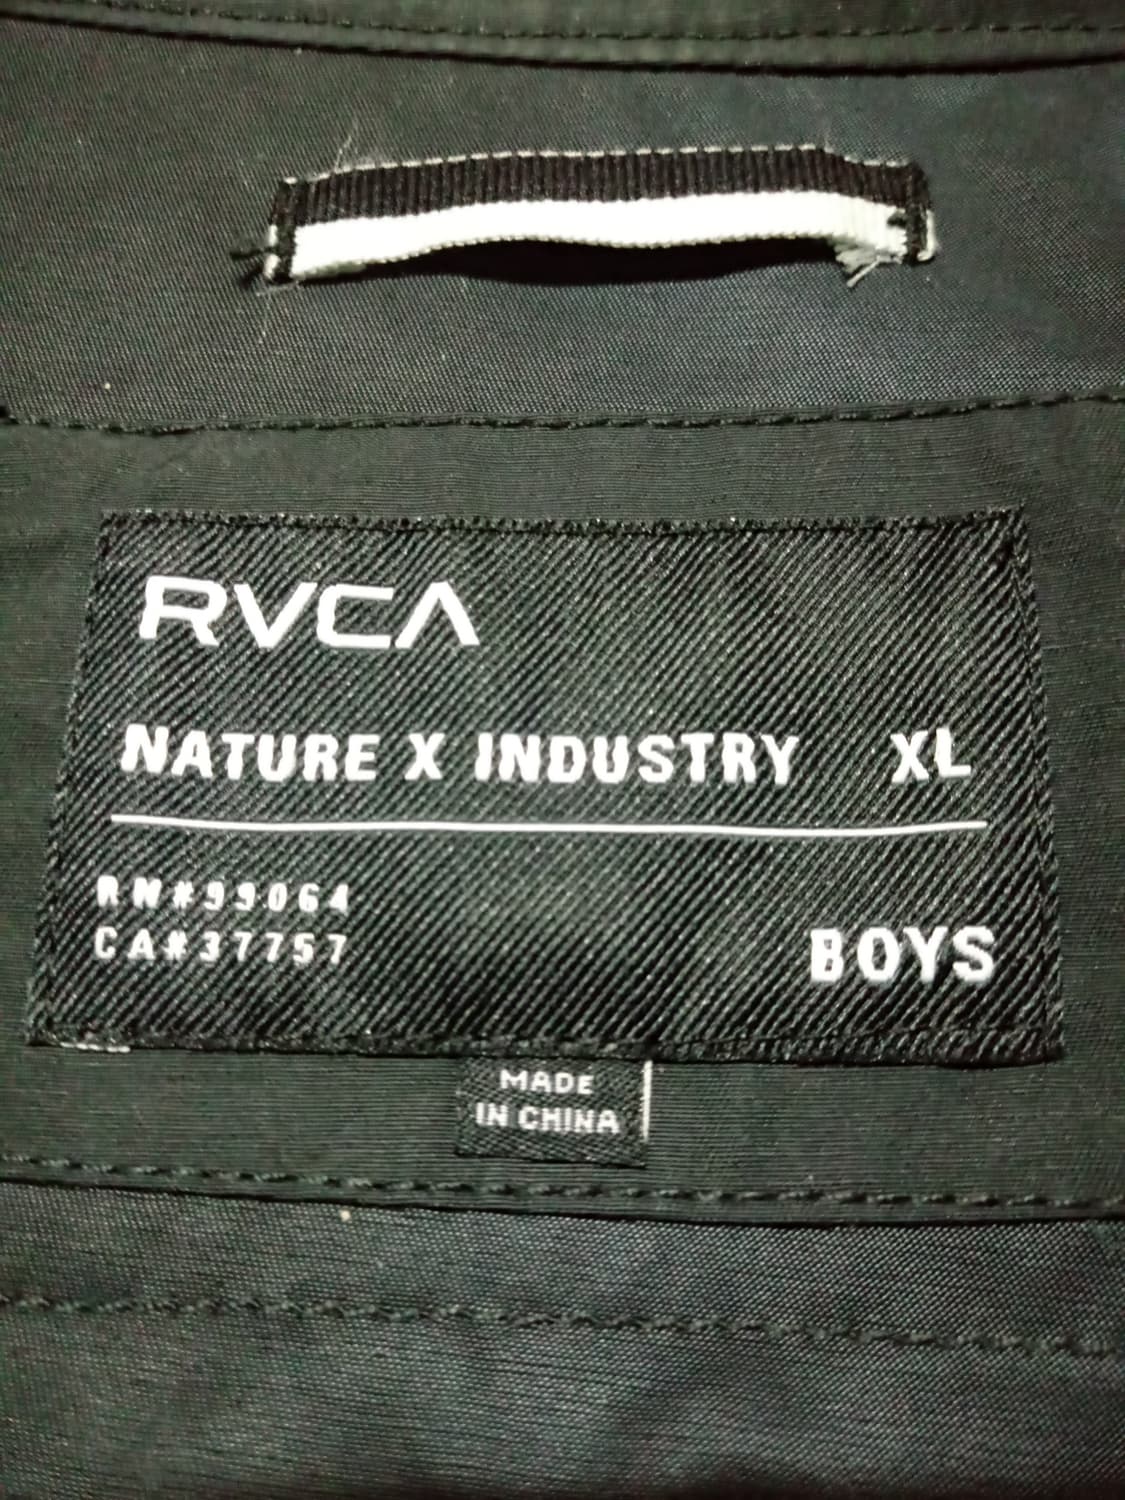 RVCA
NATURE X INDUSTRY XL
RN#99064
CA#37757
BOYS
MADE
IN CHINA